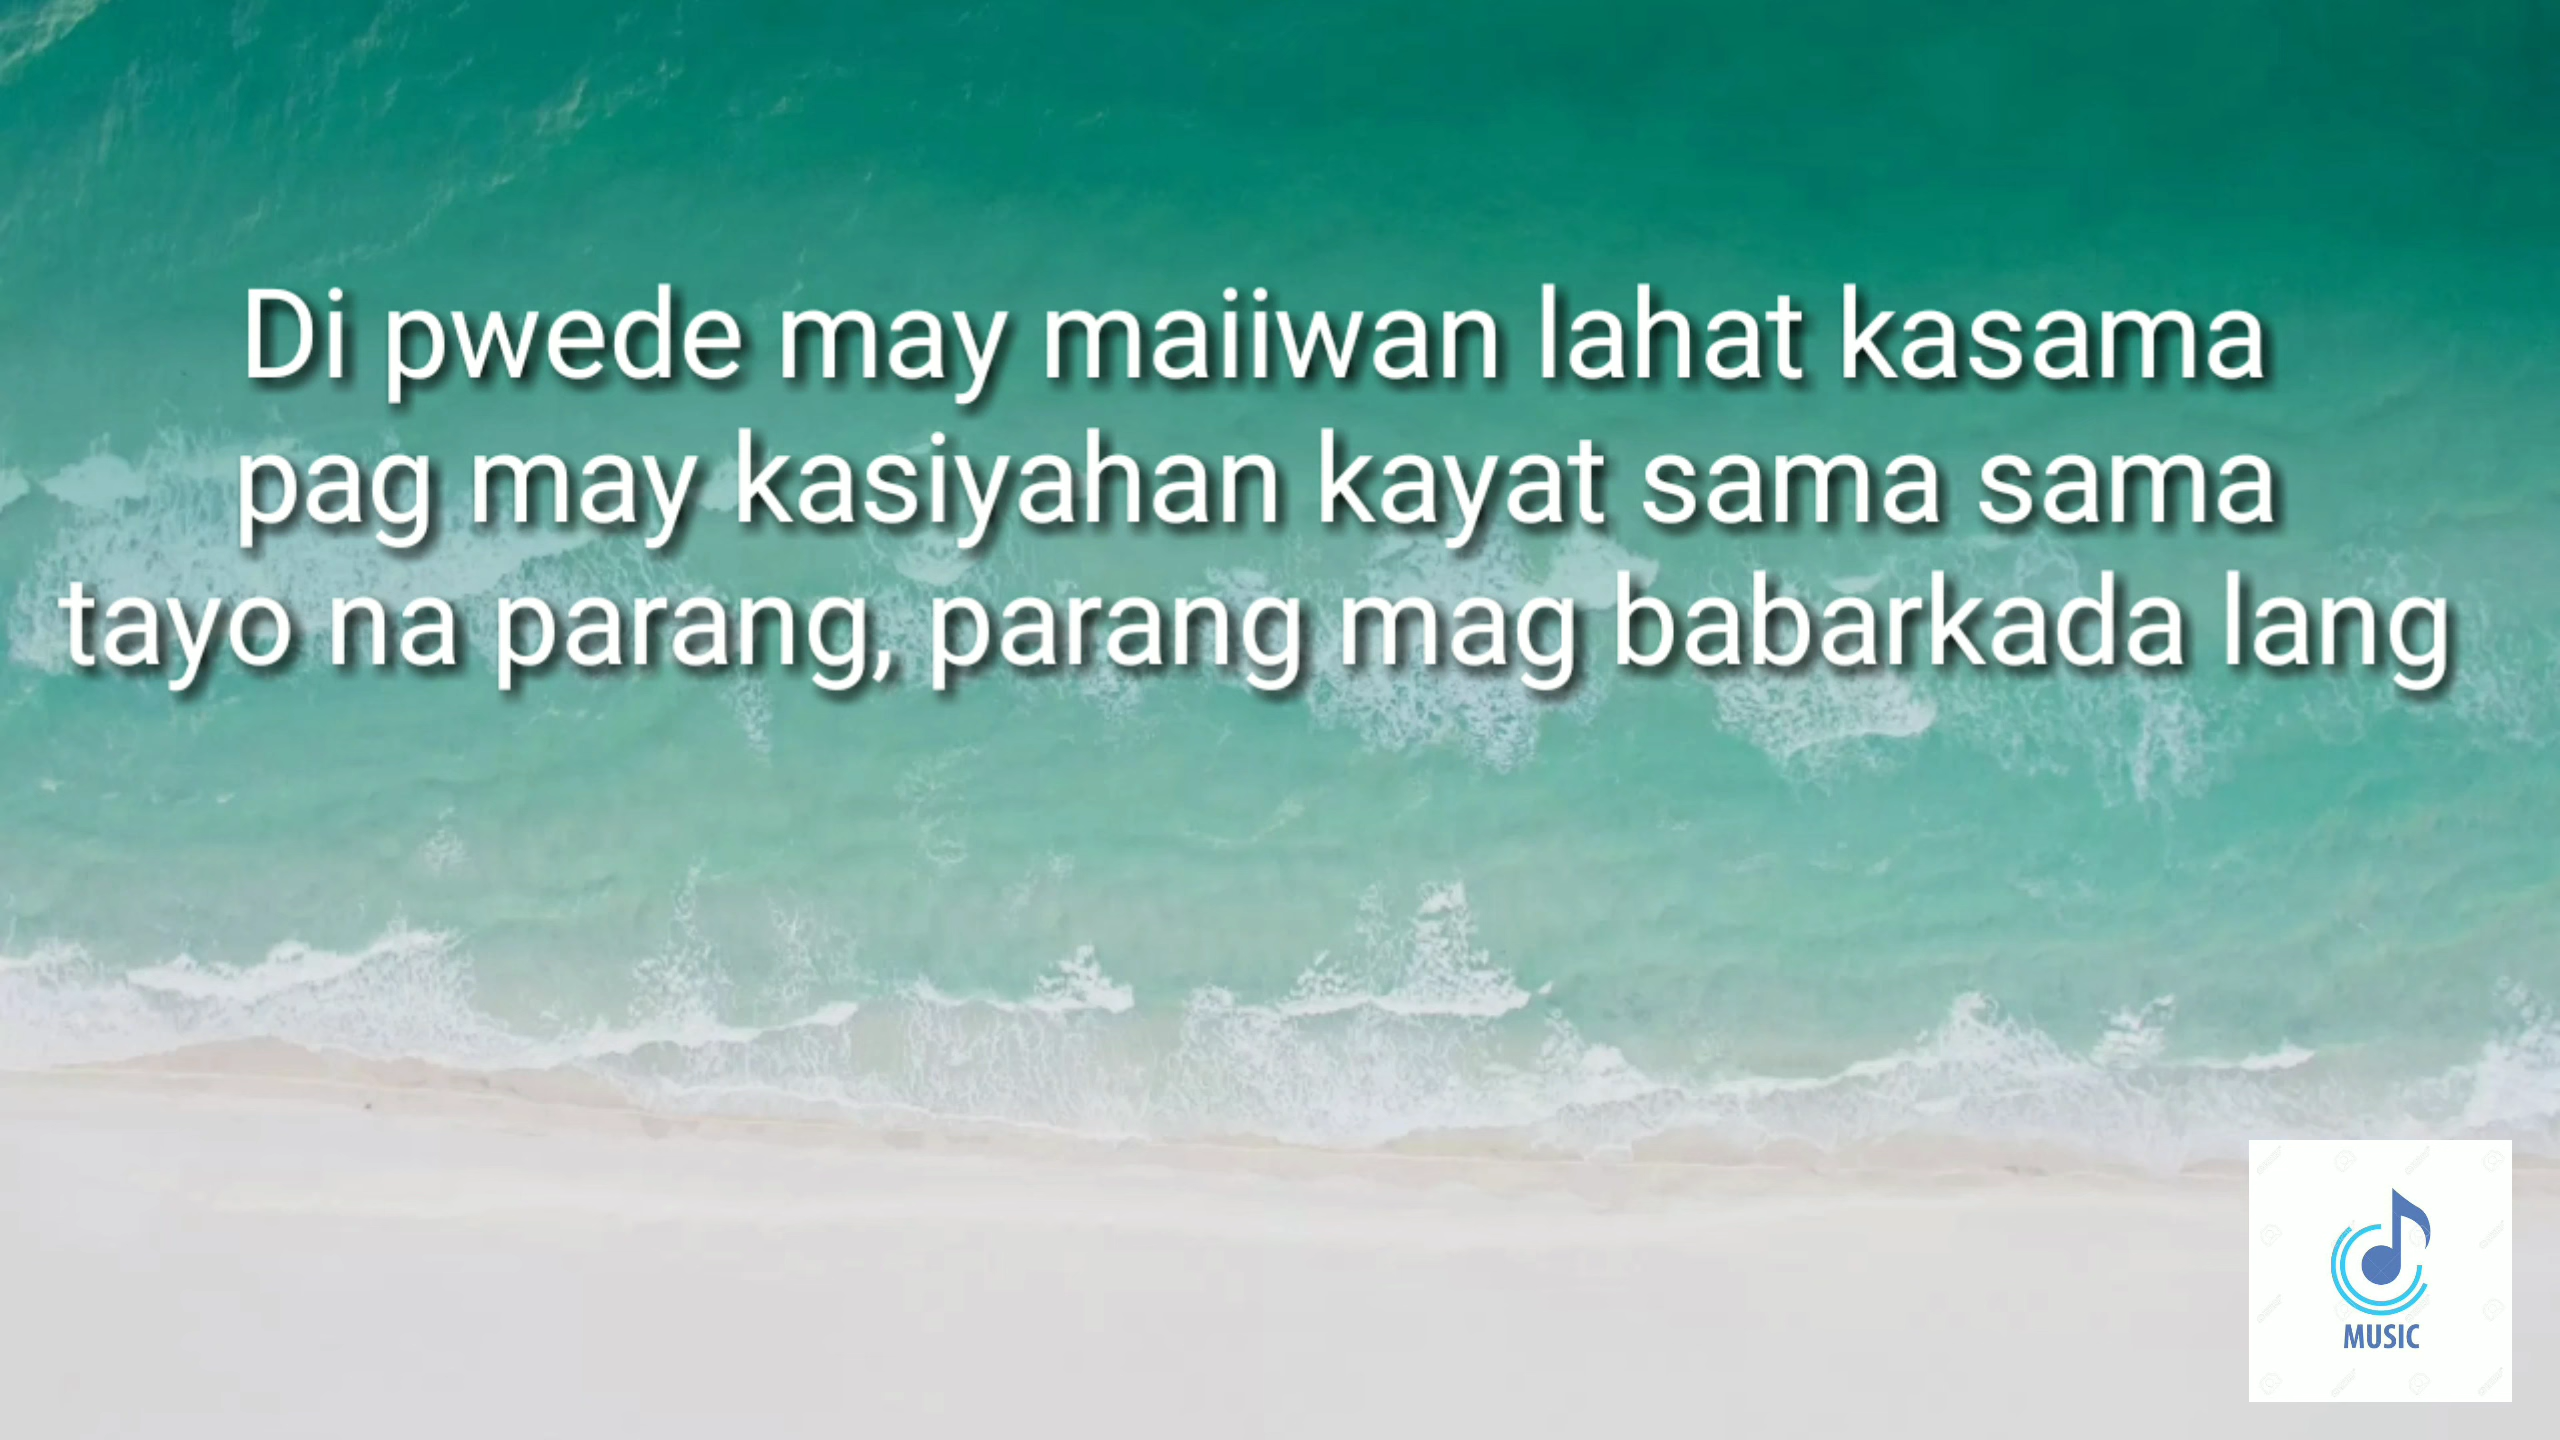 Di pwede may maiiwan lahat kasama
pag may kasiyahan kayat sama sama
tayo na parang, parang mag babarkada lang
MUSIC